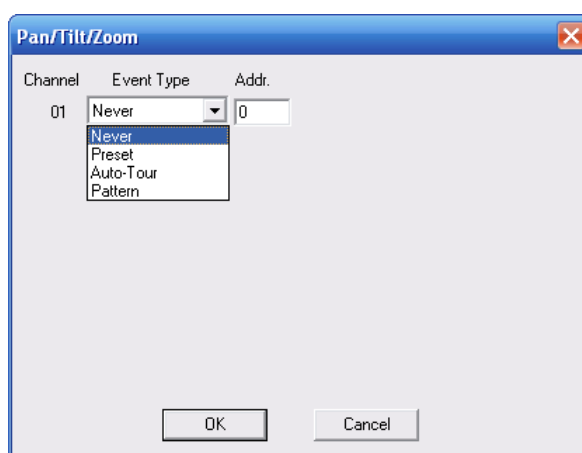 Pan/Tilt/Zoom
Channel Event Type Addr.
01 Never 0
Never
Preset
Auto-Tour
Pattern
OK Cancel